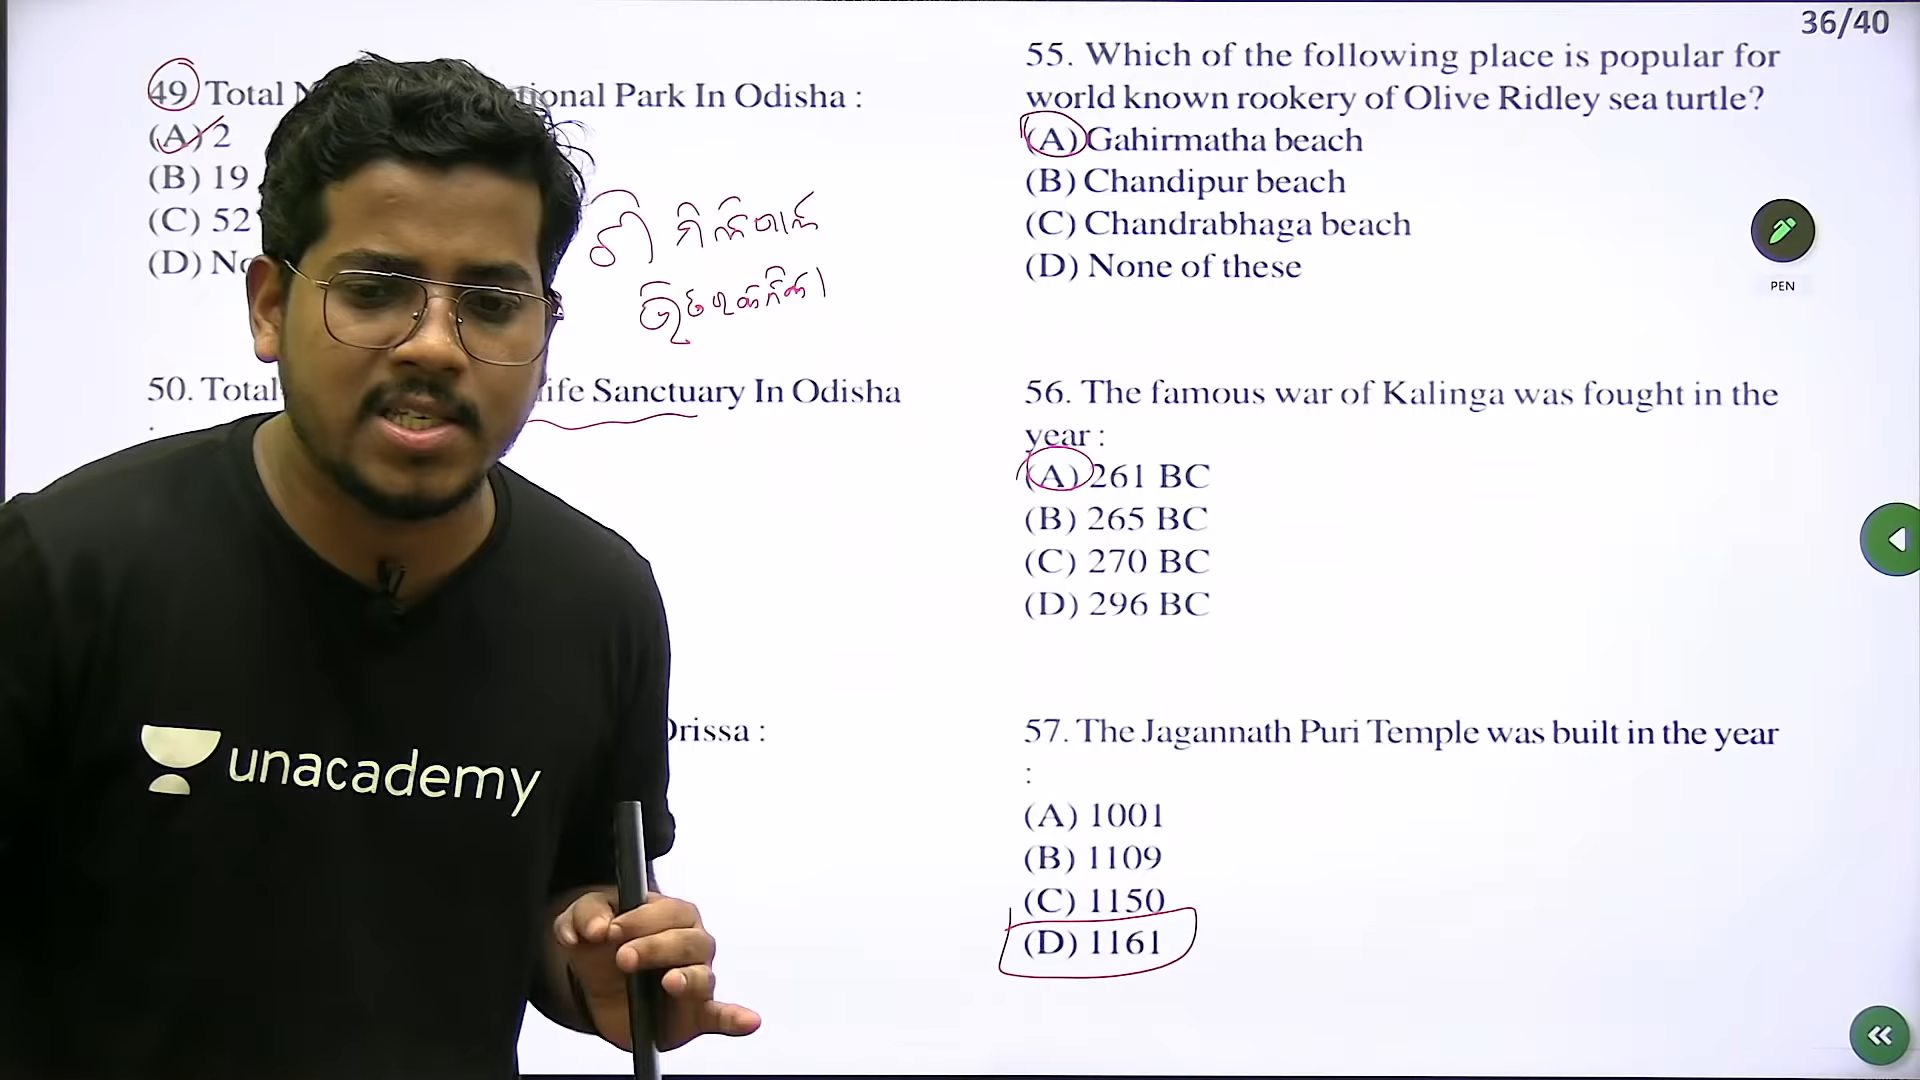 36/40
49. Total N tional Park In Odisha :
(A) 2
(B) 19
(C) 52
(D) No
50. Total ife Sanctuary In Odisha
:
Orissa :
55. Which of the following place is popular for
world known rookery of Olive Ridley sea turtle?
(A) Gahirmatha beach
(B) Chandipur beach
(C) Chandrabhaga beach
(D) None of these
PEN
56. The famous war of Kalinga was fought in the
year :
(A) 261 BC
(B) 265 BC
(C) 270 BC
(D) 296 BC
57. The Jagannath Puri Temple was built in the year
:
(A) 1001
(B) 1109
(C) 1150
(D) 1161
unacademy